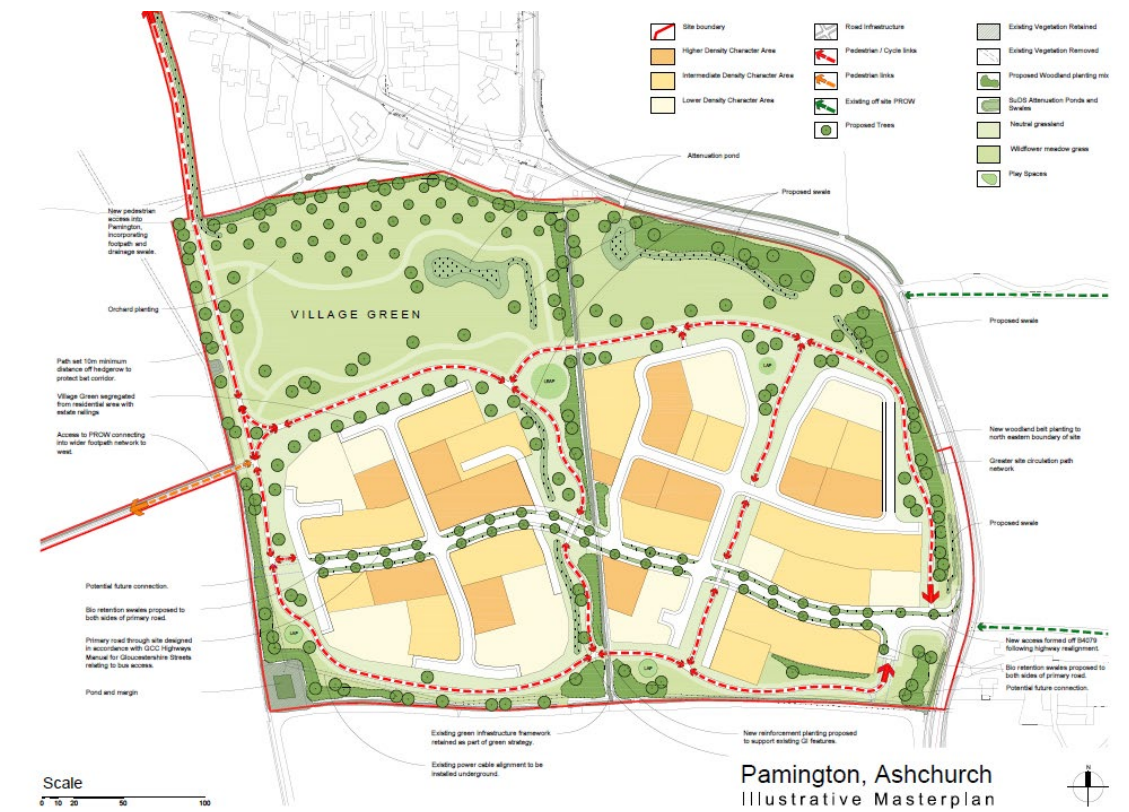 Site boundary
Higher Density Character Area
Intermediate Density Character Area
Lower Density Character Area
Road Infrastructure
Pedestrian / Cycle links
Pedestrian links
Existing off site PROW
Proposed Trees
Existing Vegetation Retained
Existing Vegetation Removed
Proposed Woodland planting mix
SuDS Attenuation Ponds and
Swales
Neutral grassland
Wildflower meadow grass
Play Spaces
Attenuation pond
Proposed swale
New pedestrian
access into
Pamington,
incorporating
footpath and
drainage swale.
Orchard planting
VILLAGE GREEN
Proposed swale
Path set 10m minimum
distance off hedgerow to
protect bat corridor.
Village Green segregated
from residential area with
estate railings
Access to PROW connecting
into wider footpath network to
west.
LEAP
LAP
New woodland belt planting to
north eastern boundary of site
Greater site circulation path
network
Proposed swale
Potential future connection.
Bio retention swales proposed to
both sides of primary road.
Primary road through site designed
in accordance with GCC Highways
Manual for Gloucestershire Streets
relating to bus access.
LAP
Pond and margin
LAP
New access formed off B4079
following highway realignment.
Bio retention swales proposed to
both sides of primary road.
Potential future connection.
Existing green infrastructure framework
retained as part of green strategy.
Existing power cable alignment to be
installed underground.
New reinforcement planting proposed
to support existing GI features.
Scale
0 10 20 50 100
Pamington, Ashchurch
Illustrative Masterplan
N